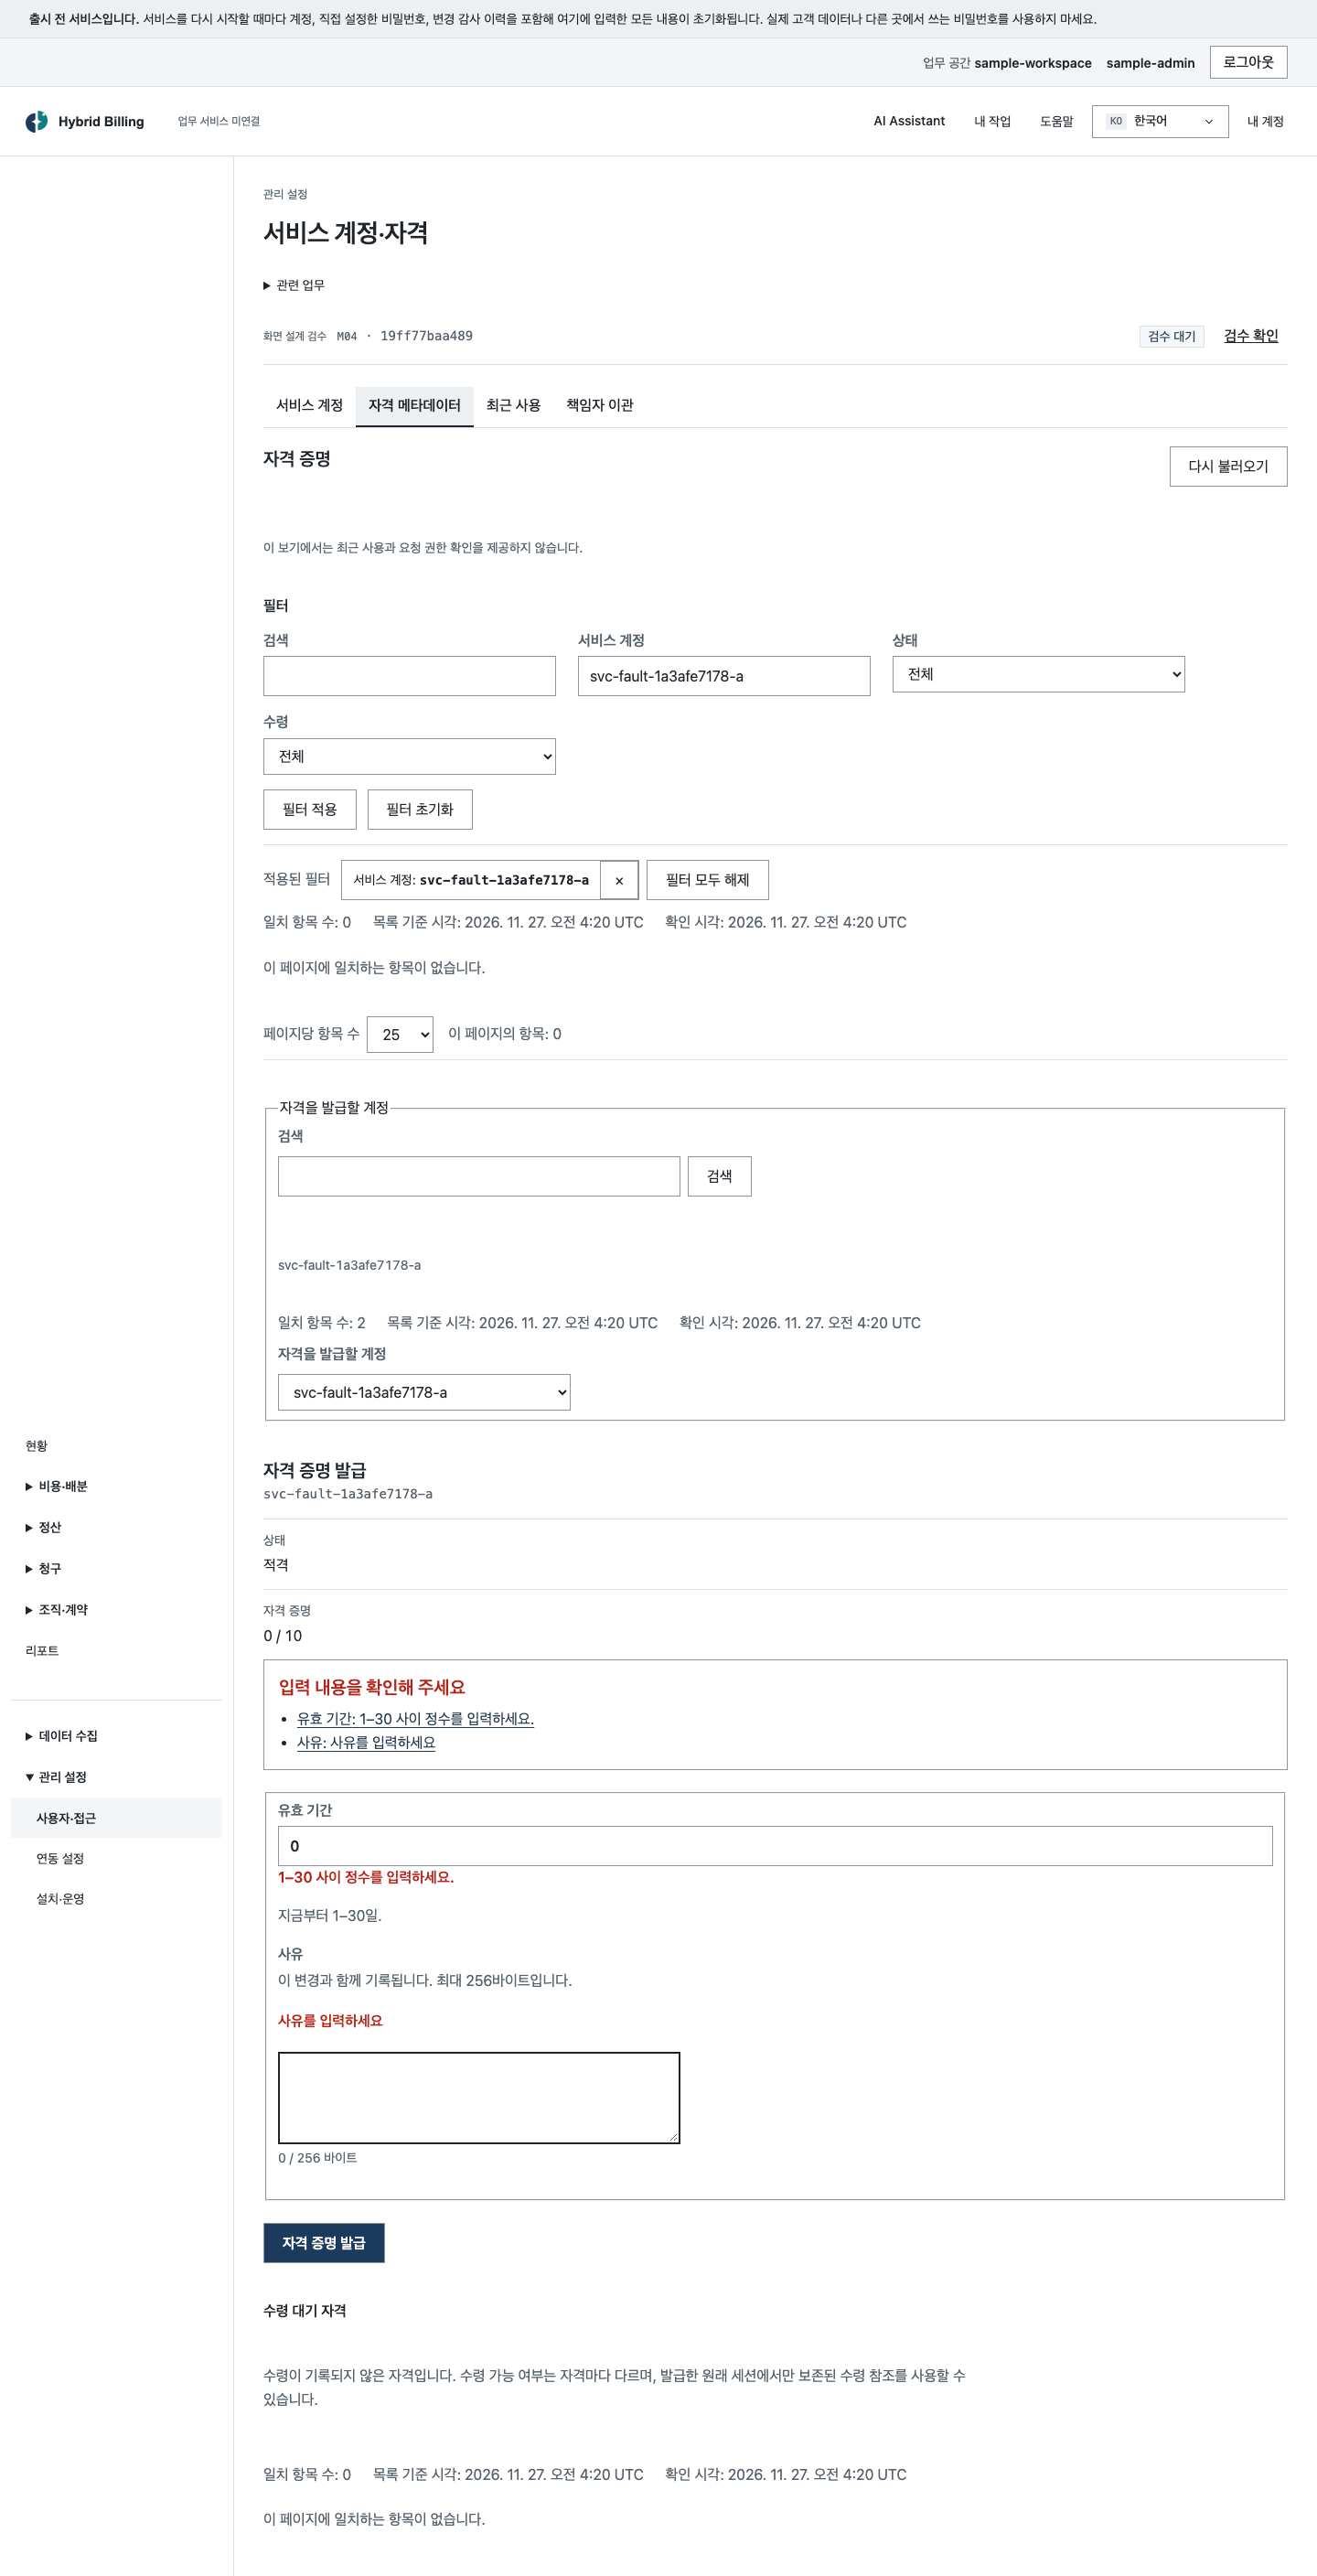 출시 전 서비스입니다. 서비스를 다시 시작할 때마다 계정, 직접 설정한 비밀번호, 변경 감사 이력을 포함해 여기에 입력한 모든 내용이 초기화됩니다. 실제 고객 데이터나 다른 곳에서 쓰는 비밀번호를 사용하지 마세요.
업무 공간 sample-workspace sample-admin 로그아웃
Hybrid Billing 업무 서비스 미연결 AI Assistant 내 작업 도움말 KO 한국어 내 계정
관리 설정
서비스 계정·자격
▶ 관련 업무
화면 설계 검수 M04 · 19ff77baa489 검수 대기 검수 확인
서비스 계정 자격 메타데이터 최근 사용 책임자 이관
자격 증명 다시 불러오기
이 보기에서는 최근 사용과 요청 권한 확인을 제공하지 않습니다.
필터
검색 서비스 계정 상태
svc-fault-1a3afe7178-a 전체
수령
전체
필터 적용 필터 초기화
적용된 필터 서비스 계정: svc-fault-1a3afe7178-a × 필터 모두 해제
일치 항목 수: 0 목록 기준 시각: 2026. 11. 27. 오전 4:20 UTC 확인 시각: 2026. 11. 27. 오전 4:20 UTC
이 페이지에 일치하는 항목이 없습니다.
페이지당 항목 수 25 이 페이지의 항목: 0
자격을 발급할 계정
검색
검색
svc-fault-1a3afe7178-a
일치 항목 수: 2 목록 기준 시각: 2026. 11. 27. 오전 4:20 UTC 확인 시각: 2026. 11. 27. 오전 4:20 UTC
자격을 발급할 계정
svc-fault-1a3afe7178-a
현황
▶ 비용·배분
▶ 정산
▶ 청구
▶ 조직·계약
리포트
▶ 데이터 수집
▼ 관리 설정
사용자·접근
연동 설정
설치·운영
자격 증명 발급
svc-fault-1a3afe7178-a
상태
적격
자격 증명
0 / 10
입력 내용을 확인해 주세요
• 유효 기간: 1–30 사이 정수를 입력하세요.
• 사유: 사유를 입력하세요
유효 기간
0
1–30 사이 정수를 입력하세요.
지금부터 1–30일.
사유
이 변경과 함께 기록됩니다. 최대 256바이트입니다.
사유를 입력하세요
0 / 256 바이트
자격 증명 발급
수령 대기 자격
수령이 기록되지 않은 자격입니다. 수령 가능 여부는 자격마다 다르며, 발급한 원래 세션에서만 보존된 수령 참조를 사용할 수
있습니다.
일치 항목 수: 0 목록 기준 시각: 2026. 11. 27. 오전 4:20 UTC 확인 시각: 2026. 11. 27. 오전 4:20 UTC
이 페이지에 일치하는 항목이 없습니다.